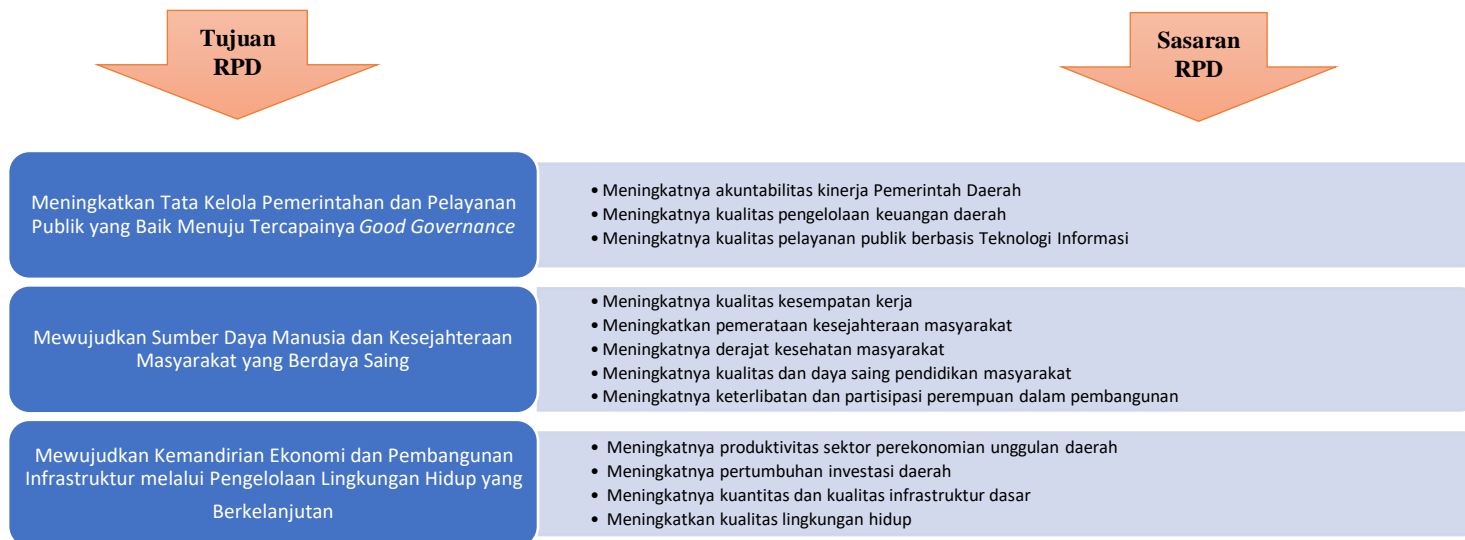 Tujuan
RPD
Sasaran
RPD
Meningkatkan Tata Kelola Pemerintahan dan Pelayanan
Publik yang Baik Menuju Tercapainya Good Governance
• Meningkatnya akuntabilitas kinerja Pemerintah Daerah
• Meningkatnya kualitas pengelolaan keuangan daerah
• Meningkatnya kualitas pelayanan publik berbasis Teknologi Informasi
Mewujudkan Sumber Daya Manusia dan Kesejahteraan
Masyarakat yang Berdaya Saing
• Meningkatnya kualitas kesempatan kerja
• Meningkatkan pemerataan kesejahteraan masyarakat
• Meningkatnya derajat kesehatan masyarakat
• Meningkatnya kualitas dan daya saing pendidikan masyarakat
• Meningkatnya keterlibatan dan partisipasi perempuan dalam pembangunan
Mewujudkan Kemandirian Ekonomi dan Pembangunan
Infrastruktur melalui Pengelolaan Lingkungan Hidup yang
Berkelanjutan
• Meningkatnya produktivitas sektor perekonomian unggulan daerah
• Meningkatnya pertumbuhan investasi daerah
• Meningkatnya kuantitas dan kualitas infrastruktur dasar
• Meningkatkan kualitas lingkungan hidup